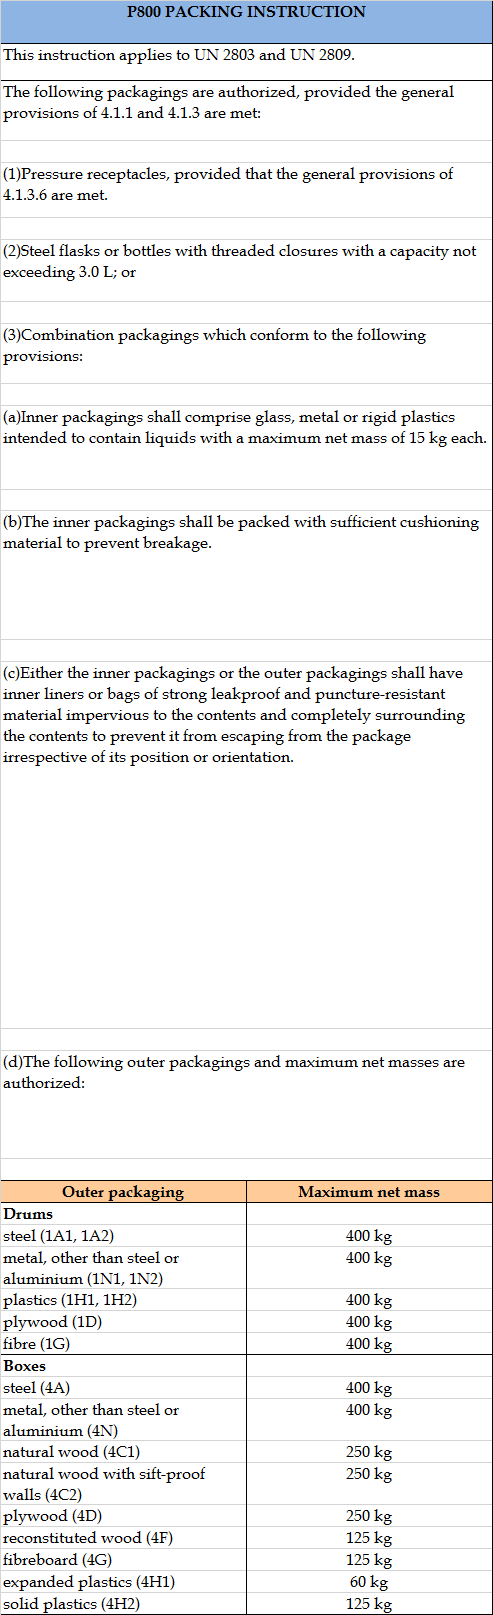 P800 PACKING INSTRUCTION
This instruction applies to UN 2803 and UN 2809.
The following packagings are authorized, provided the general
provisions of 4.1.1 and 4.1.3 are met:
(1)Pressure receptacles, provided that the general provisions of
4.1.3.6 are met.
(2)Steel flasks or bottles with threaded closures with a capacity not
exceeding 3.0 L; or
(3)Combination packagings which conform to the following
provisions:
(a)Inner packagings shall comprise glass, metal or rigid plastics
intended to contain liquids with a maximum net mass of 15 kg each.
(b)The inner packagings shall be packed with sufficient cushioning
material to prevent breakage.
(c)Either the inner packagings or the outer packagings shall have
inner liners or bags of strong leakproof and puncture-resistant
material impervious to the contents and completely surrounding
the contents to prevent it from escaping from the package
irrespective of its position or orientation.
(d)The following outer packagings and maximum net masses are
authorized:
Outer packaging Maximum net mass
Drums
steel (1A1, 1A2) 400 kg
metal, other than steel or 400 kg
aluminium (1N1, 1N2)
plastics (1H1, 1H2) 400 kg
plywood (1D) 400 kg
fibre (1G) 400 kg
Boxes
steel (4A) 400 kg
metal, other than steel or 400 kg
aluminium (4N)
natural wood (4C1) 250 kg
natural wood with sift-proof 250 kg
walls (4C2)
plywood (4D) 250 kg
reconstituted wood (4F) 125 kg
fibreboard (4G) 125 kg
expanded plastics (4H1) 60 kg
solid plastics (4H2) 125 kg